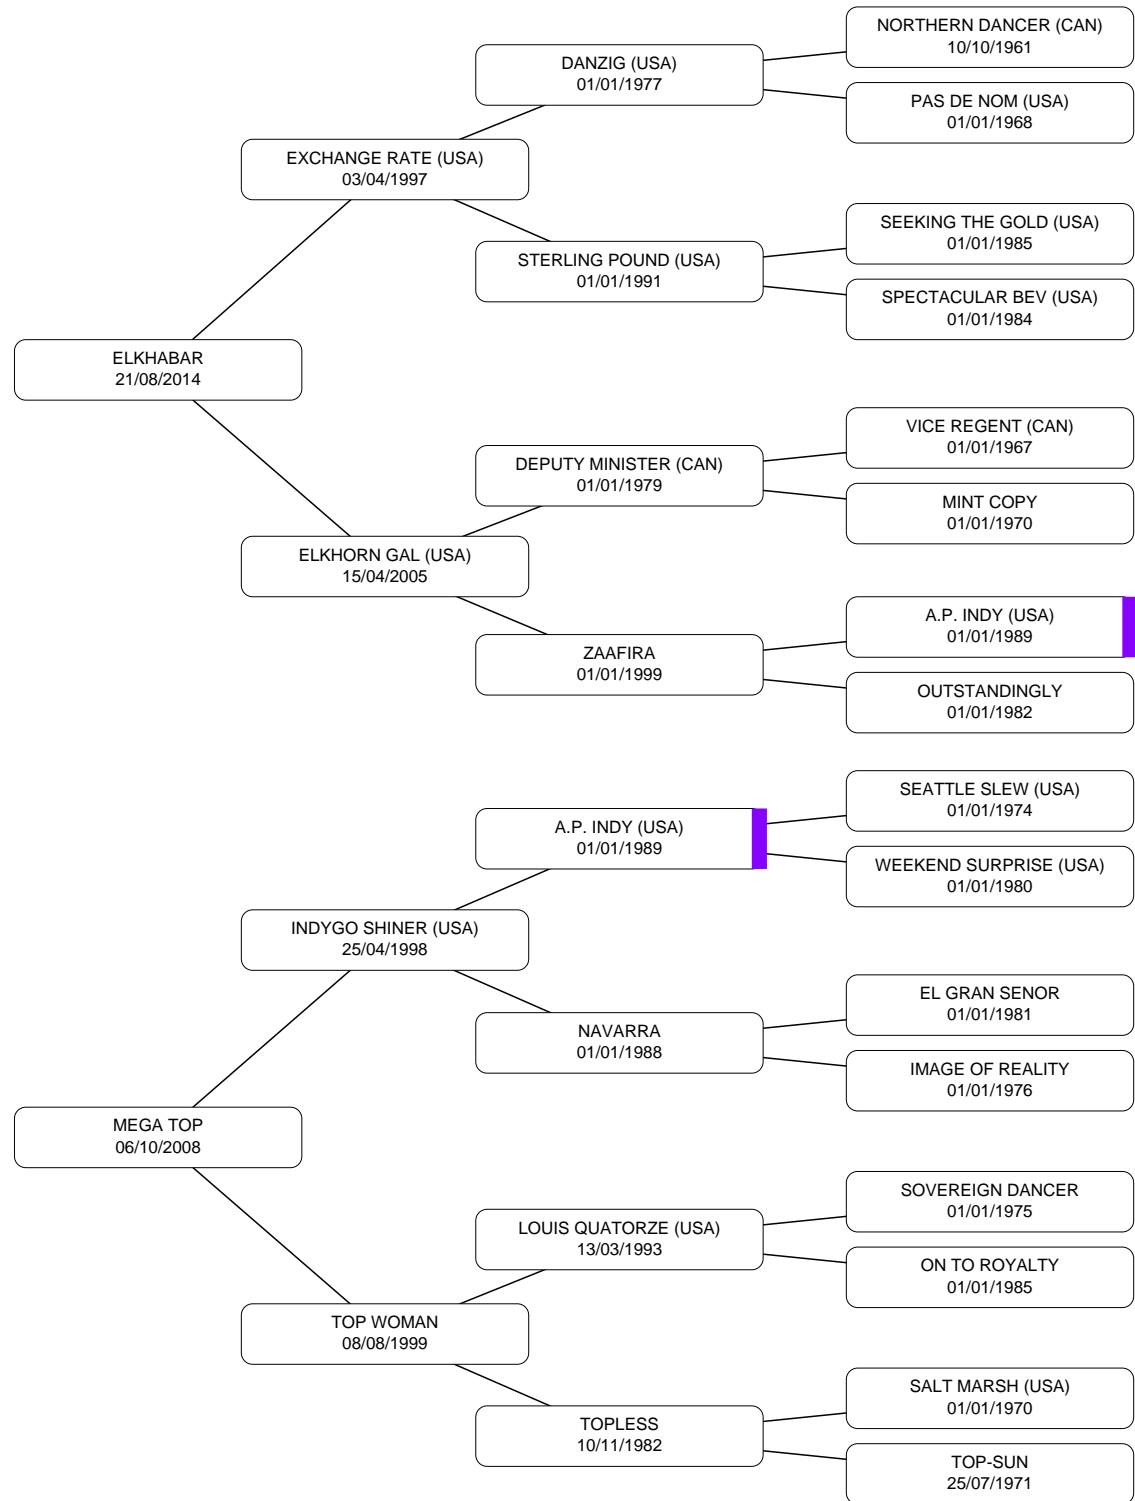 NORTHERN DANCER (CAN)
10/10/1961
DANZIG (USA)
01/01/1977
PAS DE NOM (USA)
01/01/1968
EXCHANGE RATE (USA)
03/04/1997
SEEKING THE GOLD (USA)
01/01/1985
STERLING POUND (USA)
01/01/1991
SPECTACULAR BEV (USA)
01/01/1984
ELKHABAR
21/08/2014
VICE REGENT (CAN)
01/01/1967
DEPUTY MINISTER (CAN)
01/01/1979
MINT COPY
01/01/1970
ELKHORN GAL (USA)
15/04/2005
A.P. INDY (USA)
01/01/1989
ZAAFIRA
01/01/1999
OUTSTANDINGLY
01/01/1982
SEATTLE SLEW (USA)
01/01/1974
A.P. INDY (USA)
01/01/1989
WEEKEND SURPRISE (USA)
01/01/1980
INDYGO SHINER (USA)
25/04/1998
EL GRAN SENOR
01/01/1981
NAVARRA
01/01/1988
IMAGE OF REALITY
01/01/1976
MEGA TOP
06/10/2008
SOVEREIGN DANCER
01/01/1975
LOUIS QUATORZE (USA)
13/03/1993
ON TO ROYALTY
01/01/1985
TOP WOMAN
08/08/1999
SALT MARSH (USA)
01/01/1970
TOPLESS
10/11/1982
TOP-SUN
25/07/1971